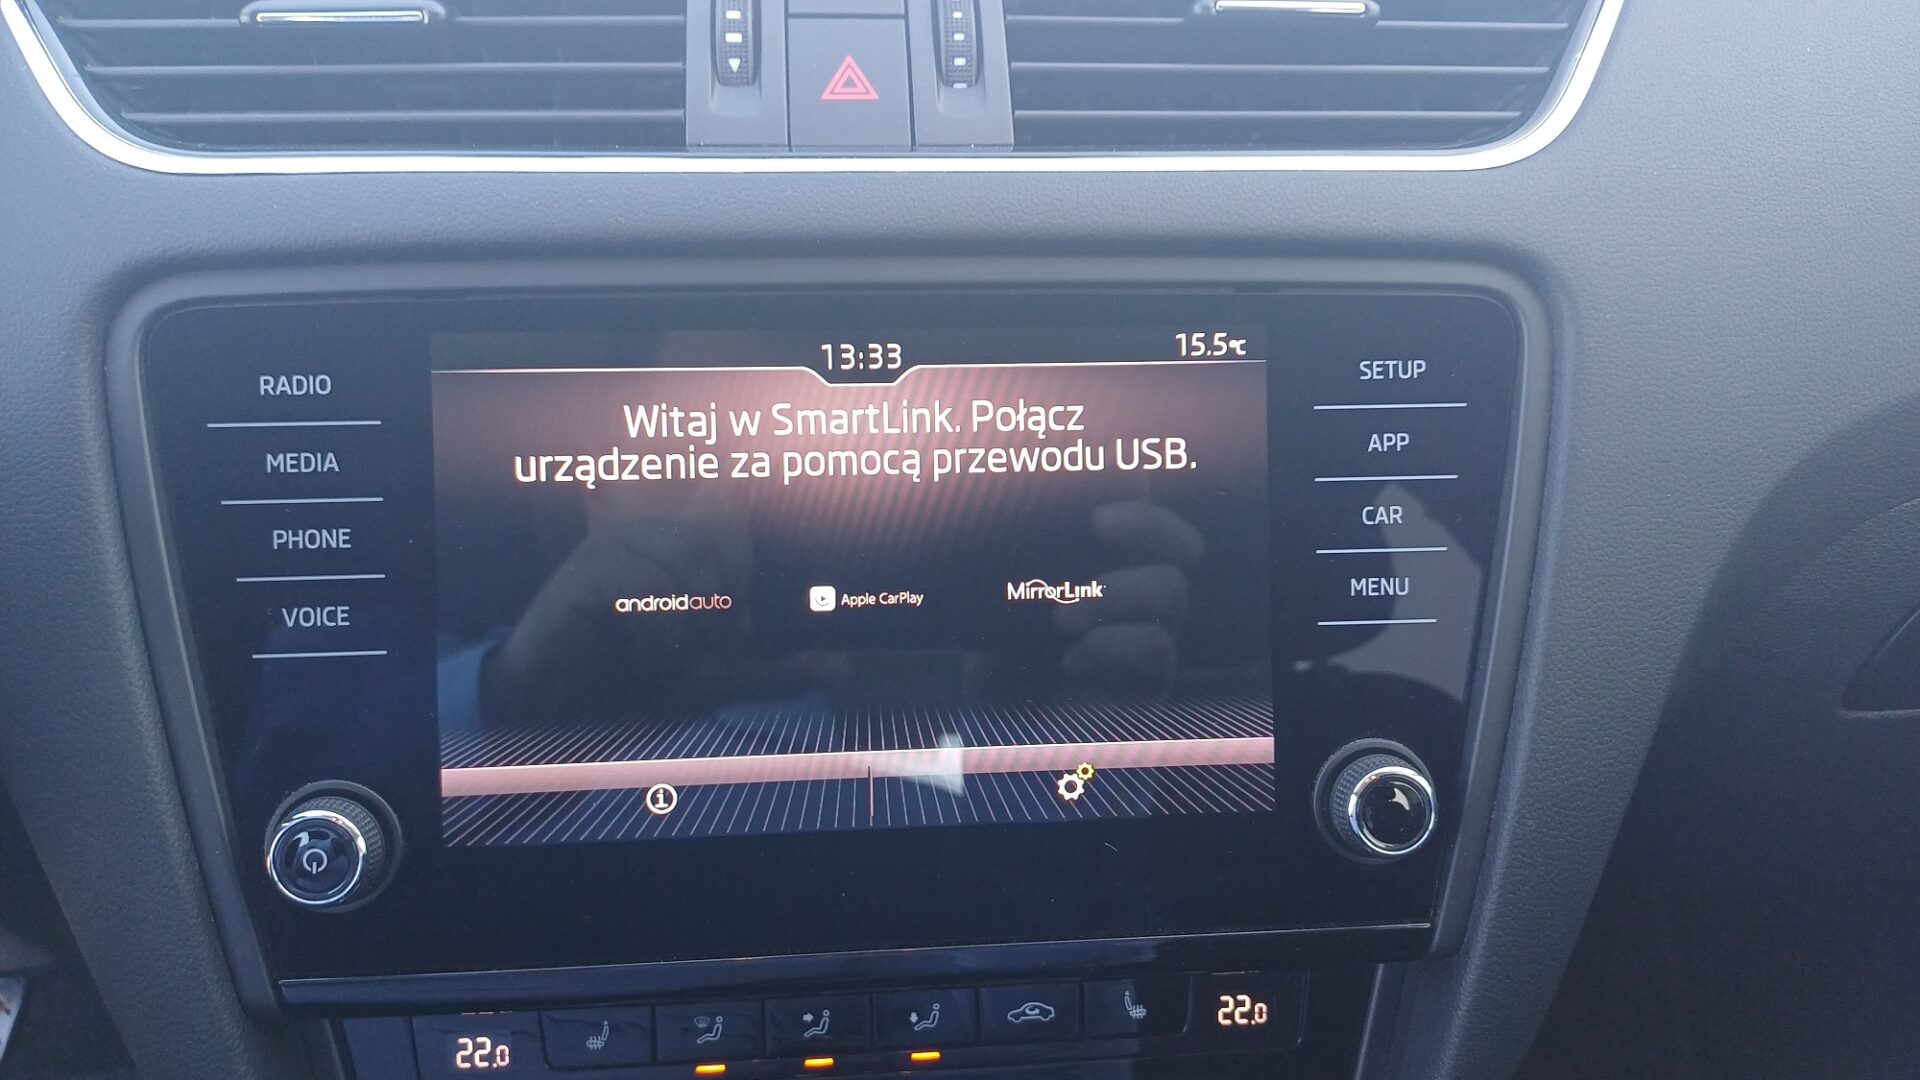 13:33
15.5°C
Witaj w SmartLink. Połącz
urządzenie za pomocą przewodu USB.
androidauto
Apple CarPlay
MirrorLink
RADIO
MEDIA
PHONE
VOICE
SETUP
APP
CAR
MENU
22.0
22.0